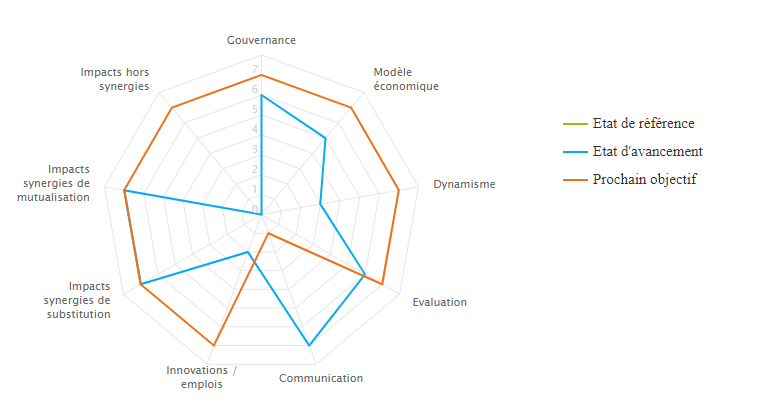 Gouvernance
Modèle
économique
Dynamisme
Evaluation
Communication
Innovations /
emplois
Impacts
synergies de
substitution
Impacts
synergies de
mutualisation
Impacts hors
synergies
7
6
5
4
3
2
1
0
Etat de référence
Etat d'avancement
Prochain objectif